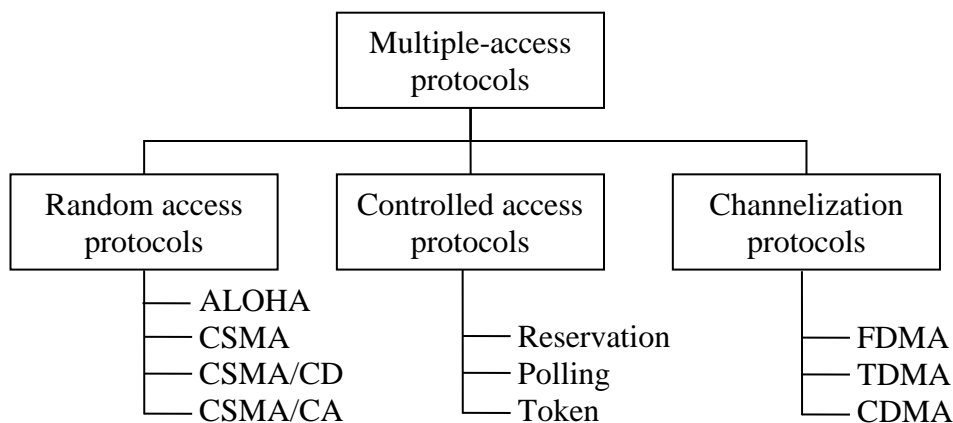 Multiple-access
protocols
Random access
protocols
Controlled access
protocols
Channelization
protocols
ALOHA
CSMA
CSMA/CD
CSMA/CA
Reservation
Polling
Token
FDMA
TDMA
CDMA